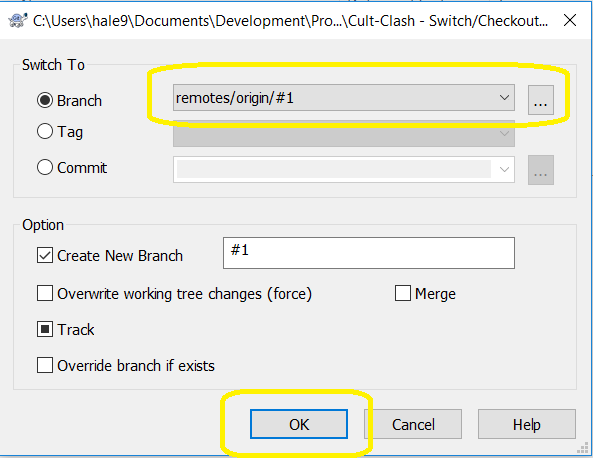 C:\Users\hale9\Documents\Development\Pro...\Cult-Clash - Switch/Checkout...
Switch To
Branch remotes/origin/#1 ...
Tag
Commit ...
Option
Create New Branch #1
Overwrite working tree changes (force) Merge
Track
Override branch if exists
OK Cancel Help